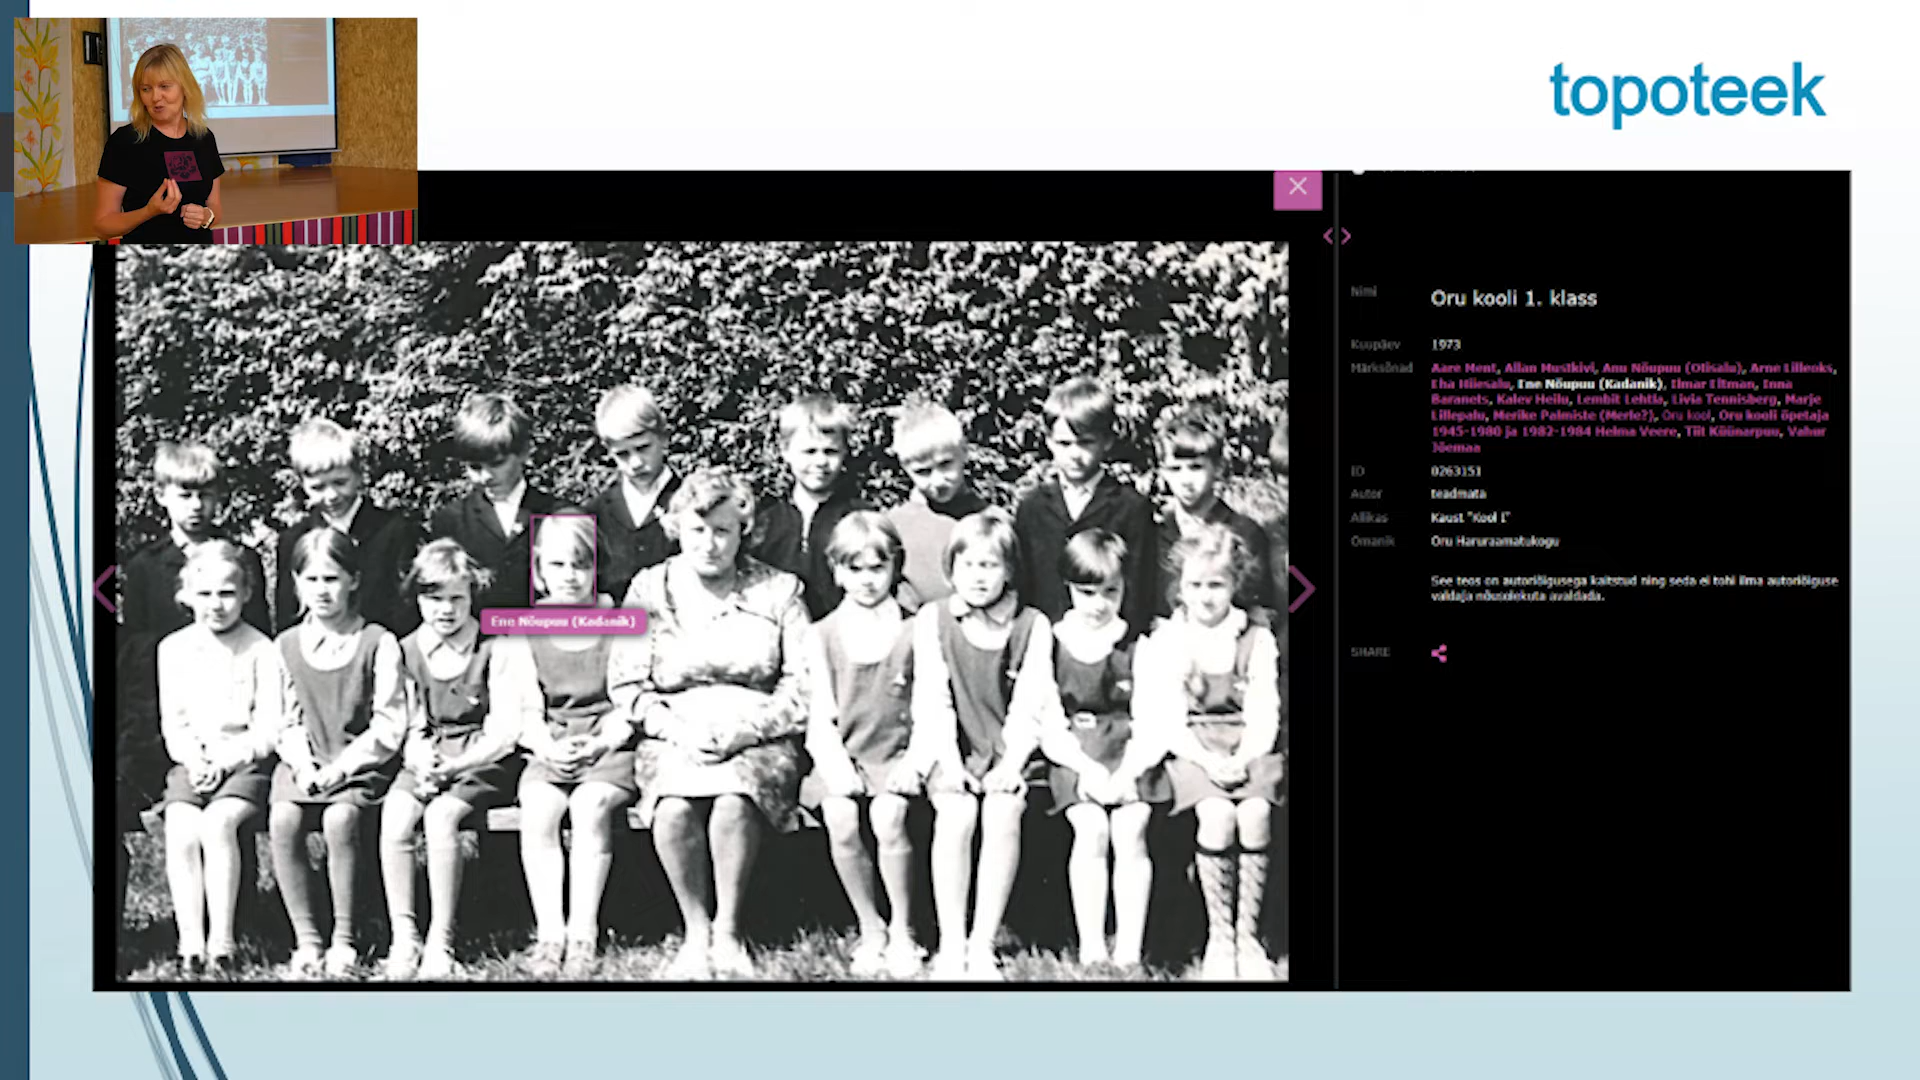 topoteek
Nimi
Oru kooli 1. klass
Kuupäev
1973
Märksõnad
Aare Ment, Allan Mustkivi, Anu Nõupuu (Otisalu), Arne Lilleoks,
Eha Hiiesalu, Ene Nõupuu (Kadanik), Ilmar Eltman, Inna
Baranets, Kalev Heilu, Lembit Lehtla, Livia Tennisberg, Marje
Lillepalu, Merike Palmiste (Merle?), Oru kool, Oru kooli õpetaja
1945-1980 ja 1982-1984 Helma Veere, Tiit Küünarpuu, Vahur
Jõemaa
ID
0263151
Autor
teadmata
Allikas
Kaust "Kool I"
Omanik
Oru Haruraamatukogu
See teos on autoriõigusega kaitstud ning seda ei tohi ilma autoriõiguse
valdaja nõusolekuta avaldada.
SHARE
Ene Nõupuu (Kadanik)